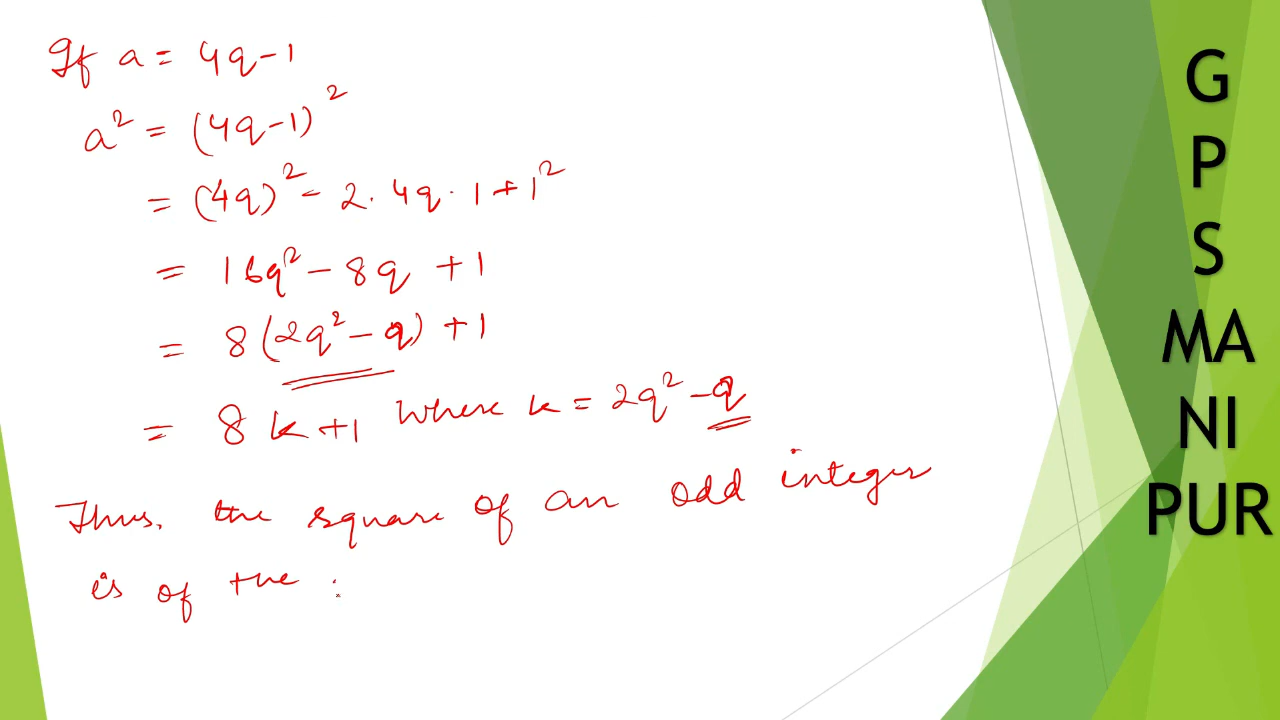 If a = 4q-1
a² = (4q-1)²
= (4q)² - 2. 4q . 1 + 1²
= 16q² - 8q + 1
= 8(2q² - q) + 1
= 8k+1 where k = 2q² - q
Thus, the square of an odd integer
is of the
G
P
S
MA
NI
PUR